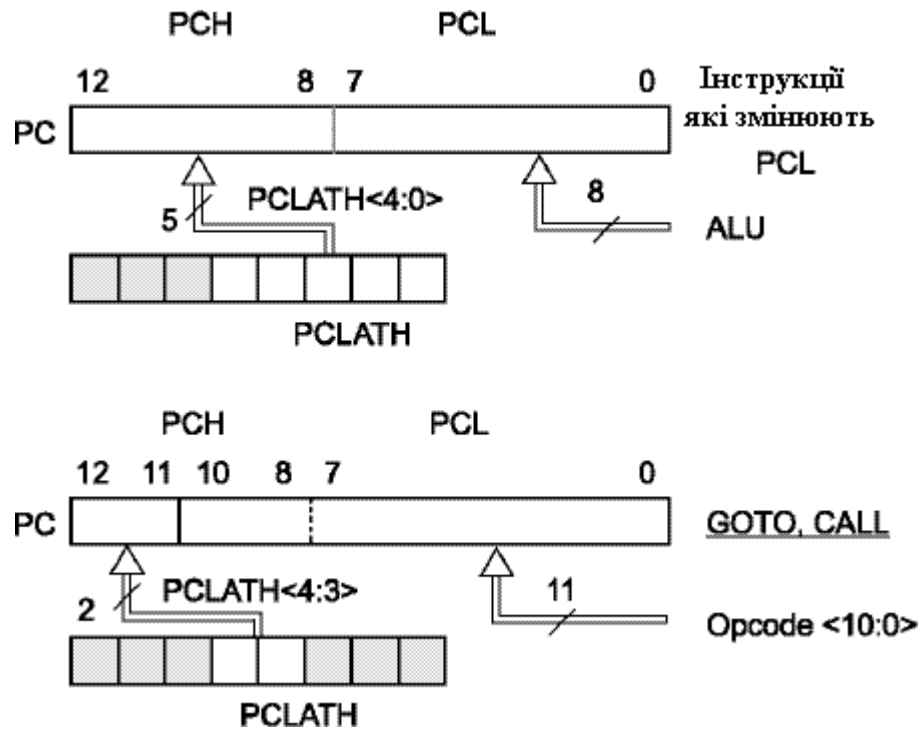 PCH PCL
12 8 7 0 Інструкції
які змінюють
PC
PCL
5 PCLATH<4:0> 8
ALU
PCLATH
PCH PCL
12 11 10 8 7 0
PC GOTO, CALL
2 PCLATH<4:3> 11
Opcode <10:0>
PCLATH